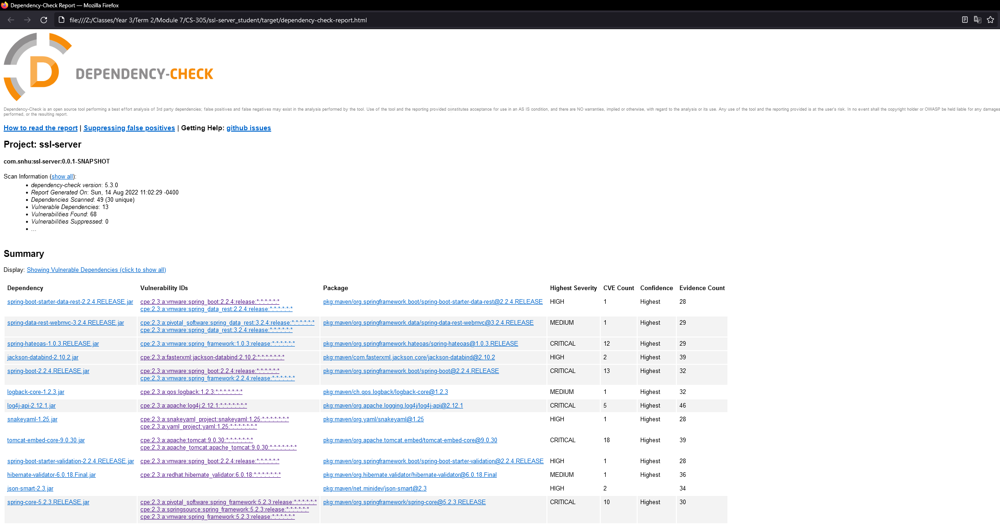 Dependency-Check Report — Mozilla Firefox
file:///Z:/Classes/Year 3/Term 2/Module 7/CS-305/ssl-server_student/target/dependency-check-report.html
D
DEPENDENCY-CHECK
Dependency-Check is an open source tool performing a best effort analysis of 3rd party dependencies; false positives and false negatives may exist in the analysis performed by the tool. Use of the tool and the reporting provided constitutes acceptance for use in an AS IS condition, and there are NO warranties, implied or otherwise, with regard to the analysis or its use. Any use of the tool and the reporting provided is at the user's risk. In no event shall the copyright holder or OWASP be held liable for any damages
performed, or the resulting report.
How to read the report | Suppressing false positives | Getting Help: github issues
Project: ssl-server
com.snhu:ssl-server:0.0.1-SNAPSHOT
Scan Information (show all):
• dependency-check version: 5.3.0
• Report Generated On: Sun, 14 Aug 2022 11:02:29 -0400
• Dependencies Scanned: 49 (30 unique)
• Vulnerable Dependencies: 13
• Vulnerabilities Found: 68
• Vulnerabilities Suppressed: 0
• ...
Summary
Display: Showing Vulnerable Dependencies (click to show all)
Dependency Vulnerability IDs Package Highest Severity CVE Count Confidence Evidence Count
spring-boot-starter-data-rest-2.2.4.RELEASE.jar cpe:2.3:a:vmware:spring_boot:2.2.4:release:*:*:*:*:*:* pkg:maven/org.springframework.boot/spring-boot-starter-data-rest@2.2.4.RELEASE HIGH 1 Highest 28
cpe:2.3:a:vmware:spring_data_rest:2.2.4:release:*:*:*:*:*:*
spring-data-rest-webmvc-3.2.4.RELEASE.jar cpe:2.3:a:pivotal_software:spring_data_rest:3.2.4:release:*:*:*:*:*:* pkg:maven/org.springframework.data/spring-data-rest-webmvc@3.2.4.RELEASE MEDIUM 1 Highest 29
cpe:2.3:a:vmware:spring_data_rest:3.2.4:release:*:*:*:*:*:*
spring-hateoas-1.0.3.RELEASE.jar cpe:2.3:a:vmware:spring_framework:1.0.3:release:*:*:*:*:*:* pkg:maven/org.springframework.hateoas/spring-hateoas@1.0.3.RELEASE CRITICAL 12 Highest 29
jackson-databind-2.10.2.jar cpe:2.3:a:fasterxml:jackson-databind:2.10.2:*:*:*:*:*:*:* pkg:maven/com.fasterxml.jackson.core/jackson-databind@2.10.2 HIGH 2 Highest 39
spring-boot-2.2.4.RELEASE.jar cpe:2.3:a:vmware:spring_boot:2.2.4:release:*:*:*:*:*:* pkg:maven/org.springframework.boot/spring-boot@2.2.4.RELEASE CRITICAL 13 Highest 32
cpe:2.3:a:vmware:spring_framework:2.2.4:release:*:*:*:*:*:*
logback-core-1.2.3.jar cpe:2.3:a:qos:logback:1.2.3:*:*:*:*:*:*:* pkg:maven/ch.qos.logback/logback-core@1.2.3 MEDIUM 1 Highest 32
log4j-api-2.12.1.jar cpe:2.3:a:apache:log4j:2.12.1:*:*:*:*:*:*:* pkg:maven/org.apache.logging.log4j/log4j-api@2.12.1 CRITICAL 5 Highest 46
snakeyaml-1.25.jar cpe:2.3:a:snakeyaml_project:snakeyaml:1.25:*:*:*:*:*:*:* pkg:maven/org.yaml/snakeyaml@1.25 HIGH 1 Highest 28
cpe:2.3:a:yaml_project:yaml:1.25:*:*:*:*:*:*:*
tomcat-embed-core-9.0.30.jar cpe:2.3:a:apache:tomcat:9.0.30:*:*:*:*:*:*:* pkg:maven/org.apache.tomcat.embed/tomcat-embed-core@9.0.30 CRITICAL 18 Highest 39
cpe:2.3:a:apache_tomcat:apache_tomcat:9.0.30:*:*:*:*:*:*:*
spring-boot-starter-validation-2.2.4.RELEASE.jar cpe:2.3:a:vmware:spring_boot:2.2.4:release:*:*:*:*:*:* pkg:maven/org.springframework.boot/spring-boot-starter-validation@2.2.4.RELEASE HIGH 1 Highest 28
hibernate-validator-6.0.18.Final.jar cpe:2.3:a:redhat:hibernate_validator:6.0.18:*:*:*:*:*:*:* pkg:maven/org.hibernate.validator/hibernate-validator@6.0.18.Final MEDIUM 1 Highest 36
json-smart-2.3.jar pkg:maven/net.minidev/json-smart@2.3 HIGH 2 34
spring-core-5.2.3.RELEASE.jar cpe:2.3:a:pivotal_software:spring_framework:5.2.3:release:*:*:*:*:*:* pkg:maven/org.springframework/spring-core@5.2.3.RELEASE CRITICAL 10 Highest 30
cpe:2.3:a:springsource:spring_framework:5.2.3:release:*:*:*:*:*:*
cpe:2.3:a:vmware:spring_framework:5.2.3:release:*:*:*:*:*:*